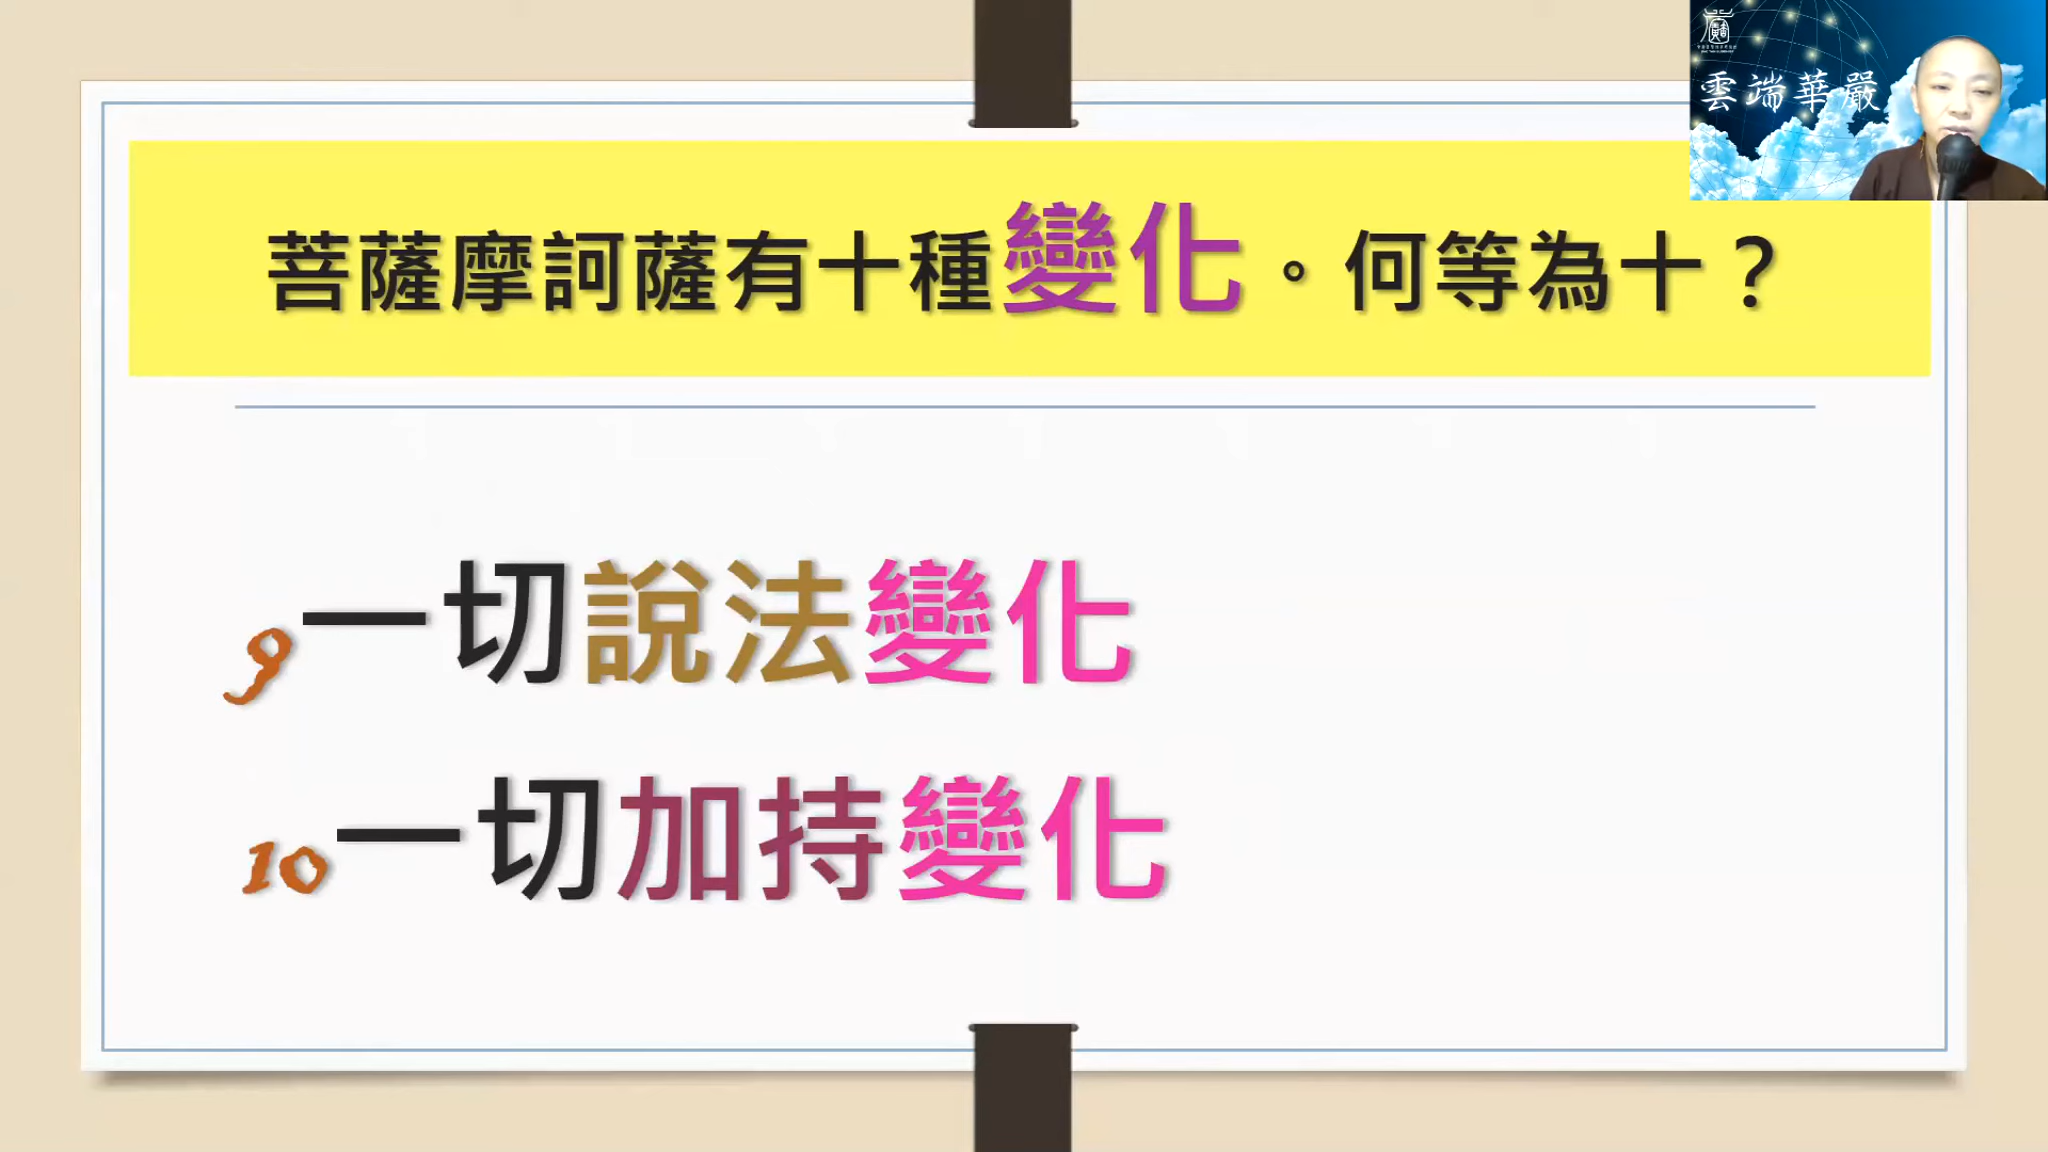 雲端華嚴
菩薩摩訶薩有十種變化。何等為十？
9一切說法變化
10一切加持變化